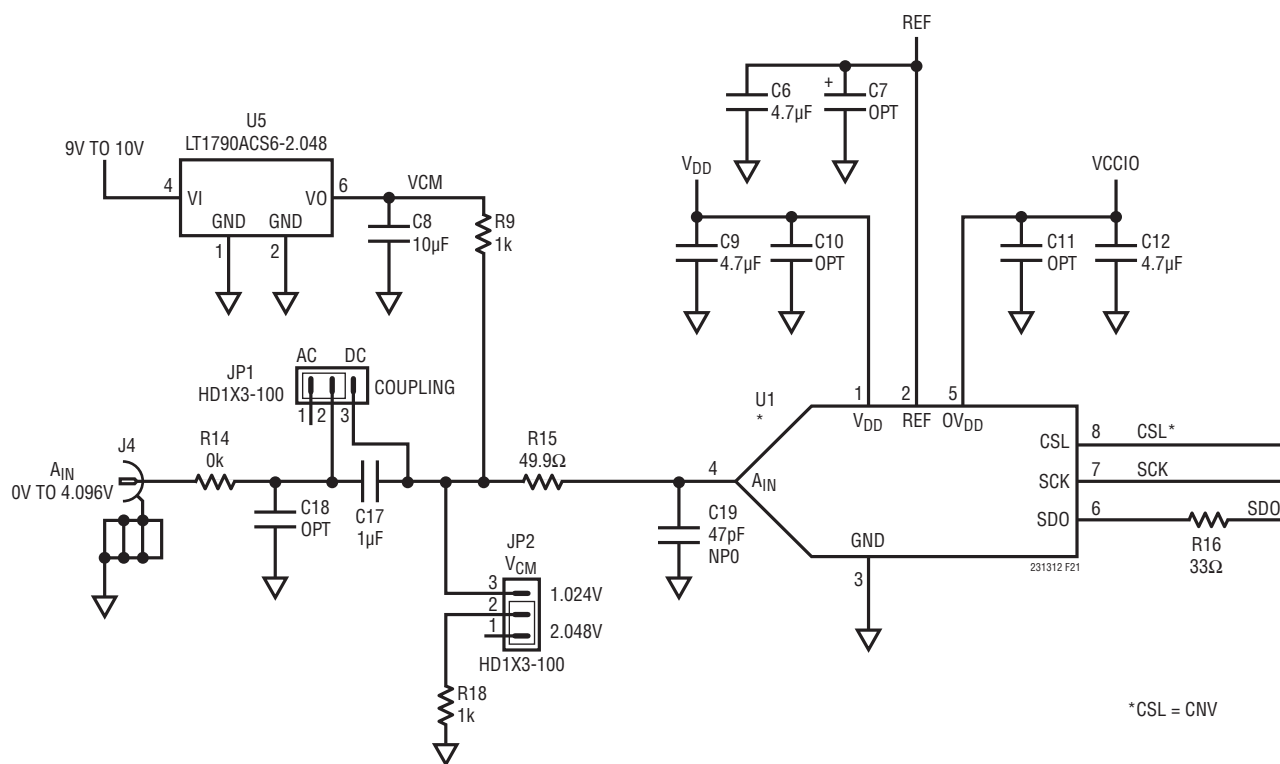 REF
C6
4.7µF
+
C7
OPT
U5
LT1790ACS6-2.048
9V TO 10V
4
VI
VO
6
VCM
GND
GND
1
2
C8
10µF
R9
1k
VDD
C9
4.7µF
C10
OPT
VCCIO
C11
OPT
C12
4.7µF
JP1
HD1X3-100
AC
DC
COUPLING
1
2
3
J4
AIN
0V TO 4.096V
R14
0k
C18
OPT
C17
1µF
R15
49.9Ω
C19
47pF
NP0
JP2
VCM
3
2
1
1.024V
2.048V
HD1X3-100
R18
1k
U1
*
1
2
5
VDD
REF
OVDD
4
AIN
CSL
8
CSL*
SCK
7
SCK
SDO
6
SDO
R16
33Ω
GND
3
231312 F21
*CSL = CNV